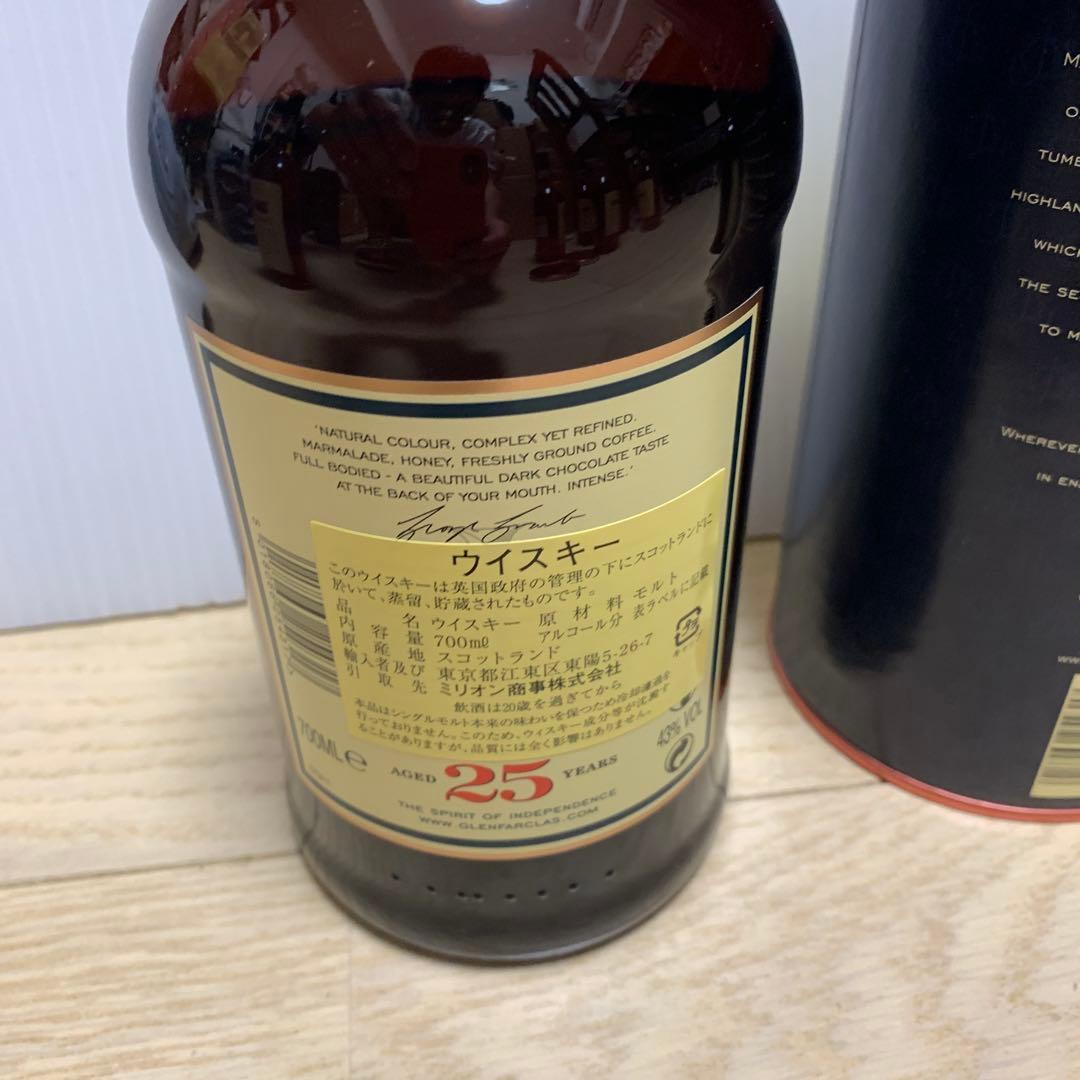 'NATURAL COLOUR, COMPLEX YET REFINED.
MARMALADE, HONEY, FRESHLY GROUND COFFEE.
FULL BODIED - A BEAUTIFUL DARK CHOCOLATE TASTE
AT THE BACK OF YOUR MOUTH. INTENSE.'
ウイスキー
このウイスキーは英国政府の管理の下にスコットランドに
於いて、蒸留、貯蔵されたものです。
品名 ウイスキー 原材料 モルト
内容量 700mℓ アルコール分 表ラベルに記載
原産地 スコットランド
輸入者及び 東京都江東区東陽5-26-7
引取先 ミリオン商事株式会社
飲酒は20歳を過ぎてから
本品はシングルモルト本来の味わいを保つため冷却濾過を
行っておりません。このため、ウイスキー成分等が沈澱す
ることがありますが、品質には全く影響はありません。
700MLe
43% VOL
AGED 25 YEARS
THE SPIRIT OF INDEPENDENCE
WWW.GLENFARCLAS.COM
HIGHLAN
WHICH
THE SE
TO M
WHEREVER
IN EN